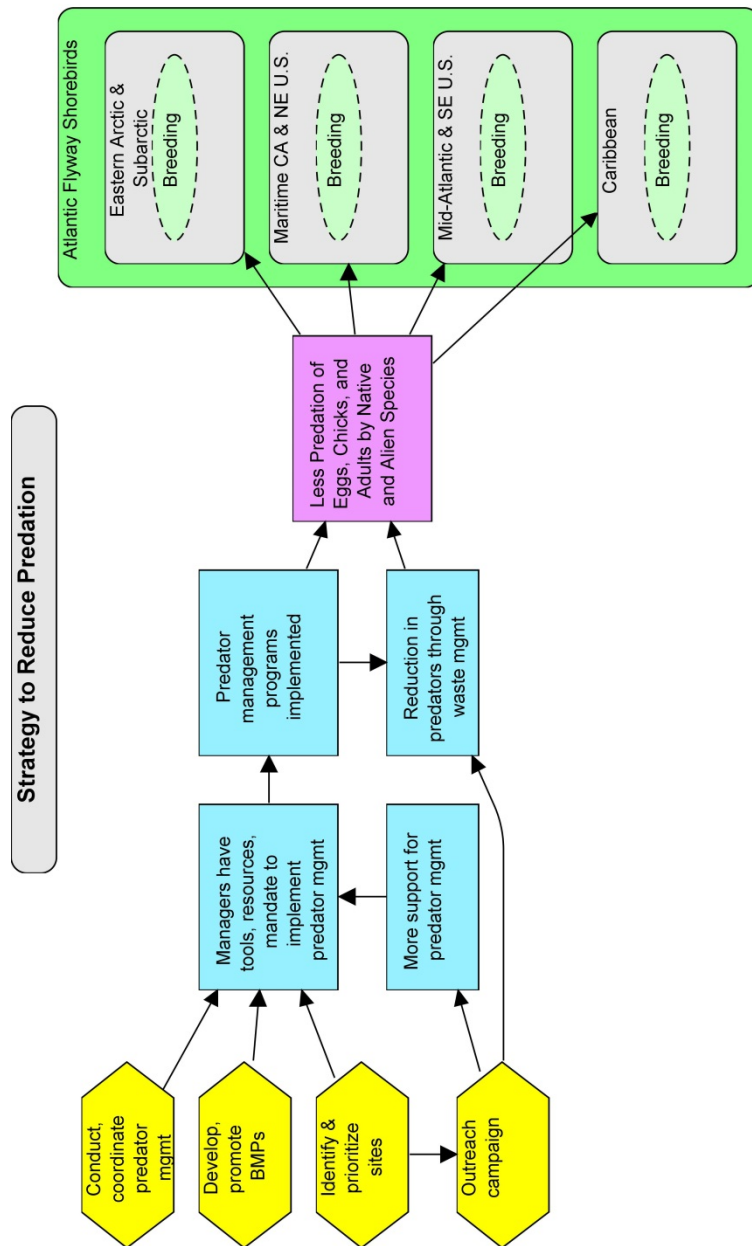 Strategy to Reduce Predation
Conduct,
coordinate
predator
mgmt
Develop,
promote
BMPs
Identify &
prioritize
sites
Outreach
campaign
Managers have
tools, resources,
mandate to
implement
predator mgmt
More support for
predator mgmt
Predator
management
programs
implemented
Reduction in
predators through
waste mgmt
Less Predation of
Eggs, Chicks, and
Adults by Native
and Alien Species
Atlantic Flyway Shorebirds
Eastern Arctic &
Subarctic
Breeding
Maritime CA & NE U.S.
Breeding
Mid-Atlantic & SE U.S.
Breeding
Caribbean
Breeding